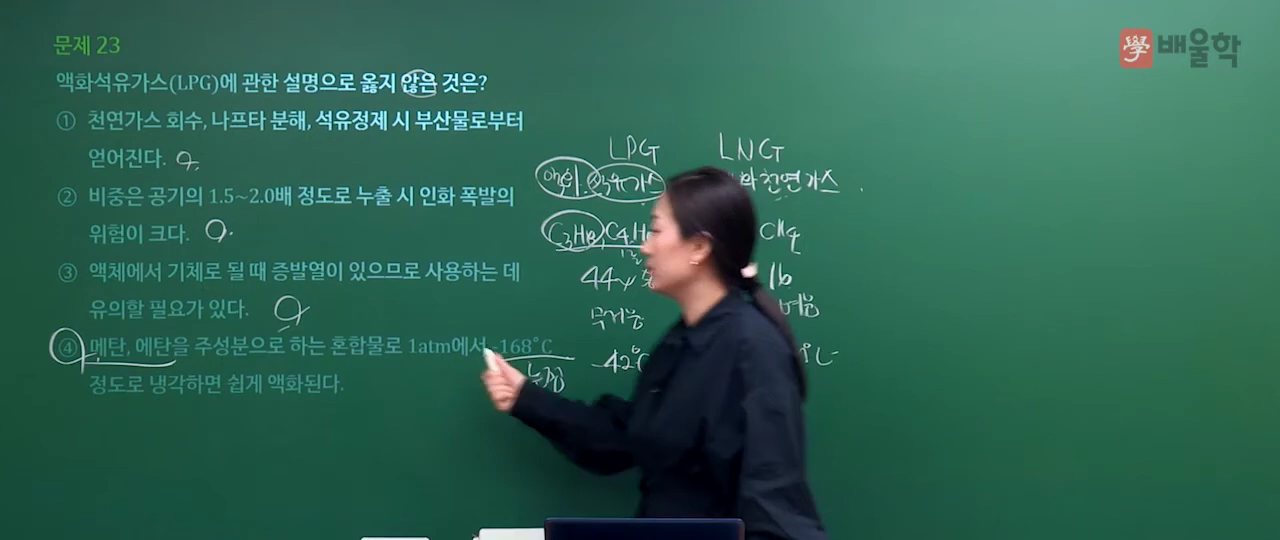 문제 23
學 배울학
액화석유가스(LPG)에 관한 설명으로 옳지 않은 것은?
① 천연가스 회수, 나프타 분해, 석유정제 시 부산물로부터
얻어진다.
② 비중은 공기의 1.5~2.0배 정도로 누출 시 인화 폭발의
위험이 크다.
③ 액체에서 기체로 될 때 증발열이 있으므로 사용하는 데
유의할 필요가 있다.
④ 메탄, 에탄을 주성분으로 하는 혼합물로 1atm에서 -168℃
정도로 냉각하면 쉽게 액화된다.
LPG LNG
액화 석유가스 화천연가스
C3H8, C4H CH4
44 16
무거움
-42℃